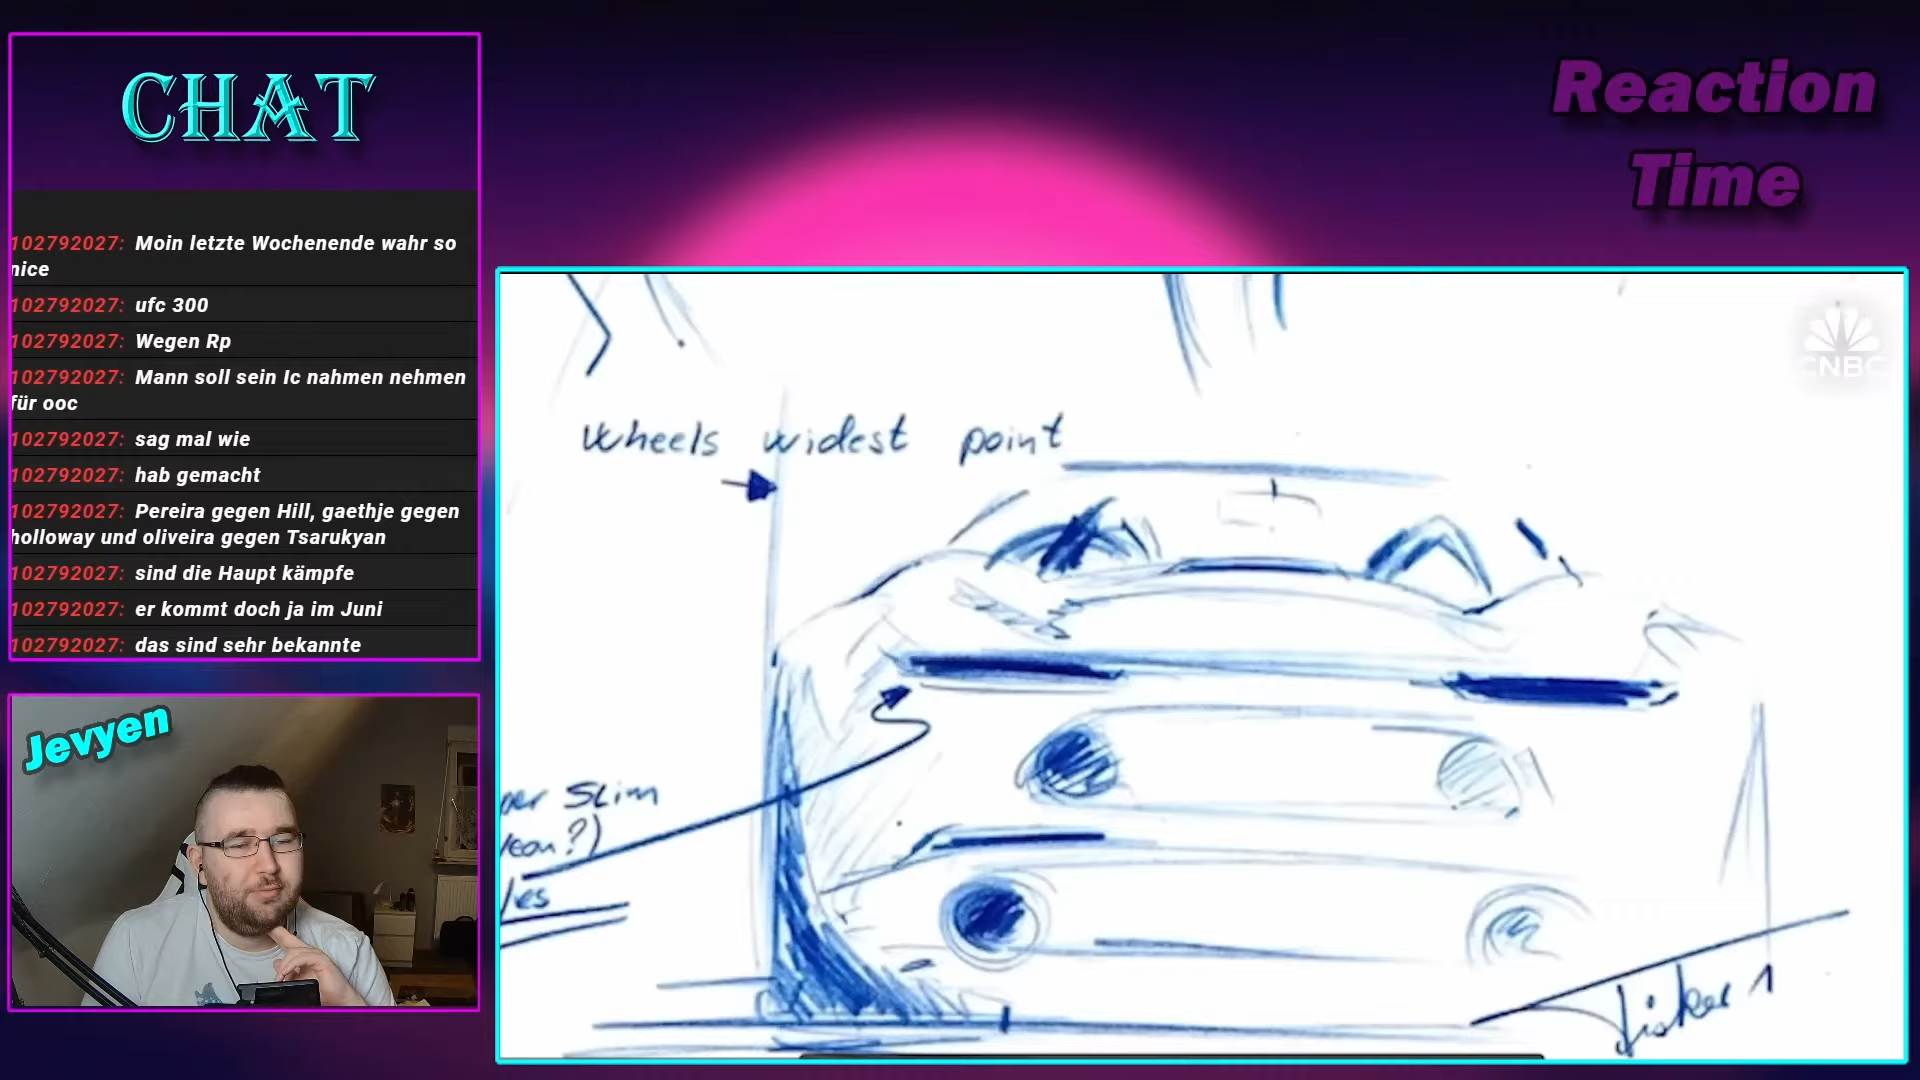 CHAT
102792027: Moin letzte Wochenende wahr so
nice
102792027: ufc 300
102792027: Wegen Rp
102792027: Mann soll sein Ic nahmen nehmen
für ooc
102792027: sag mal wie
102792027: hab gemacht
102792027: Pereira gegen Hill, gaethje gegen
holloway und oliveira gegen Tsarukyan
102792027: sind die Haupt kämpfe
102792027: er kommt doch ja im Juni
102792027: das sind sehr bekannte
Jevyen
Reaction
Time
CNBC
Wheels widest point
Slim